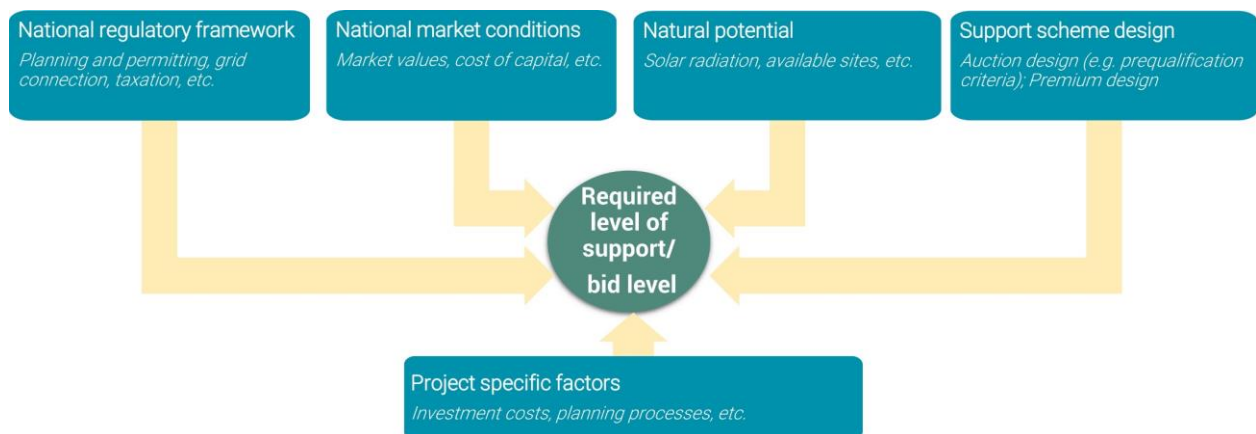 National regulatory framework
Planning and permitting, grid
connection, taxation, etc.
National market conditions
Market values, cost of capital, etc.
Natural potential
Solar radiation, available sites, etc.
Support scheme design
Auction design (e.g. prequalification
criteria); Premium design
Required
level of
support/
bid level
Project specific factors
Investment costs, planning processes, etc.